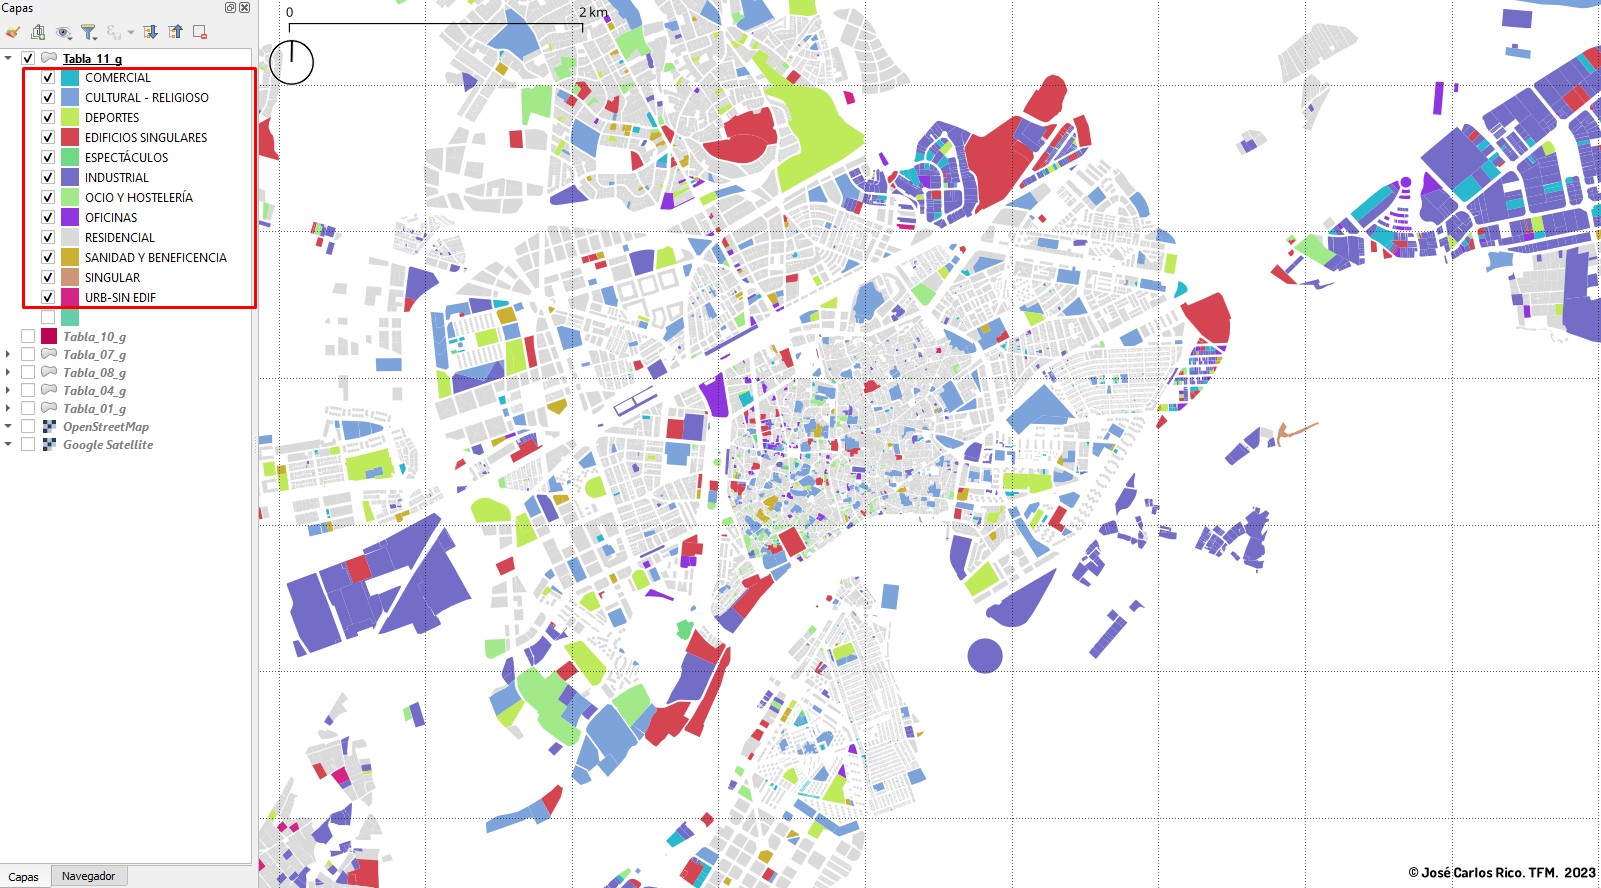 Capas
Tabla_11_g
COMERCIAL
CULTURAL - RELIGIOSO
DEPORTES
EDIFICIOS SINGULARES
ESPECTÁCULOS
INDUSTRIAL
OCIO Y HOSTELERÍA
OFICINAS
RESIDENCIAL
SANIDAD Y BENEFICENCIA
SINGULAR
URB-SIN EDIF
Tabla_10_g
Tabla_07_g
Tabla_08_g
Tabla_04_g
Tabla_01_g
OpenStreetMap
Google Satellite
Capas
Navegador
0
2 km
© José Carlos Rico. TFM. 2023